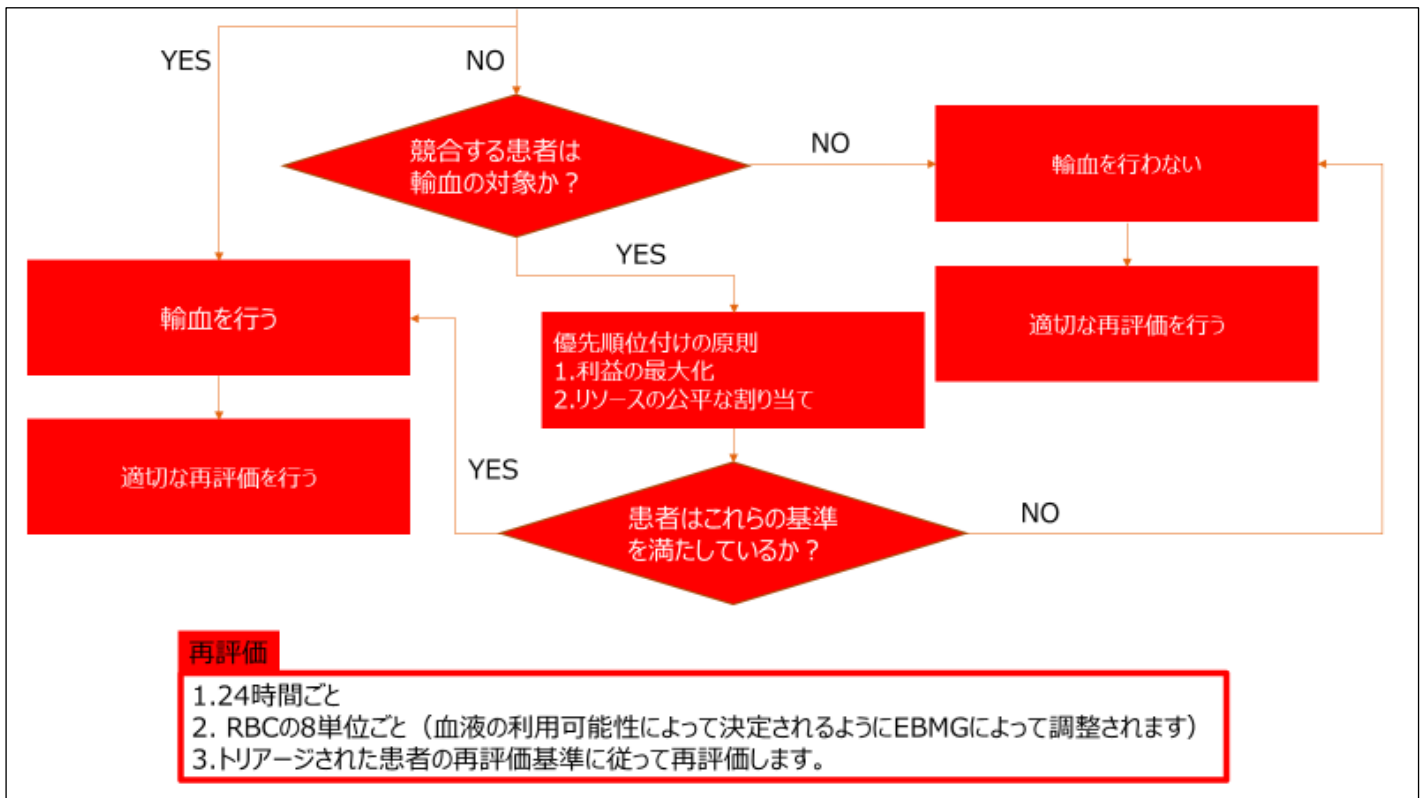 YES
NO
競合する患者は
輸血の対象か？
NO
輸血を行わない
YES
輸血を行う
優先順位付けの原則
1.利益の最大化
2.リソースの公平な割り当て
適切な再評価を行う
適切な再評価を行う
YES
患者はこれらの基準
を満たしているか？
NO
再評価
1.24時間ごと
2. RBCの8単位ごと（血液の利用可能性によって決定されるようにEBMGによって調整されます）
3.トリアージされた患者の再評価基準に従って再評価します。